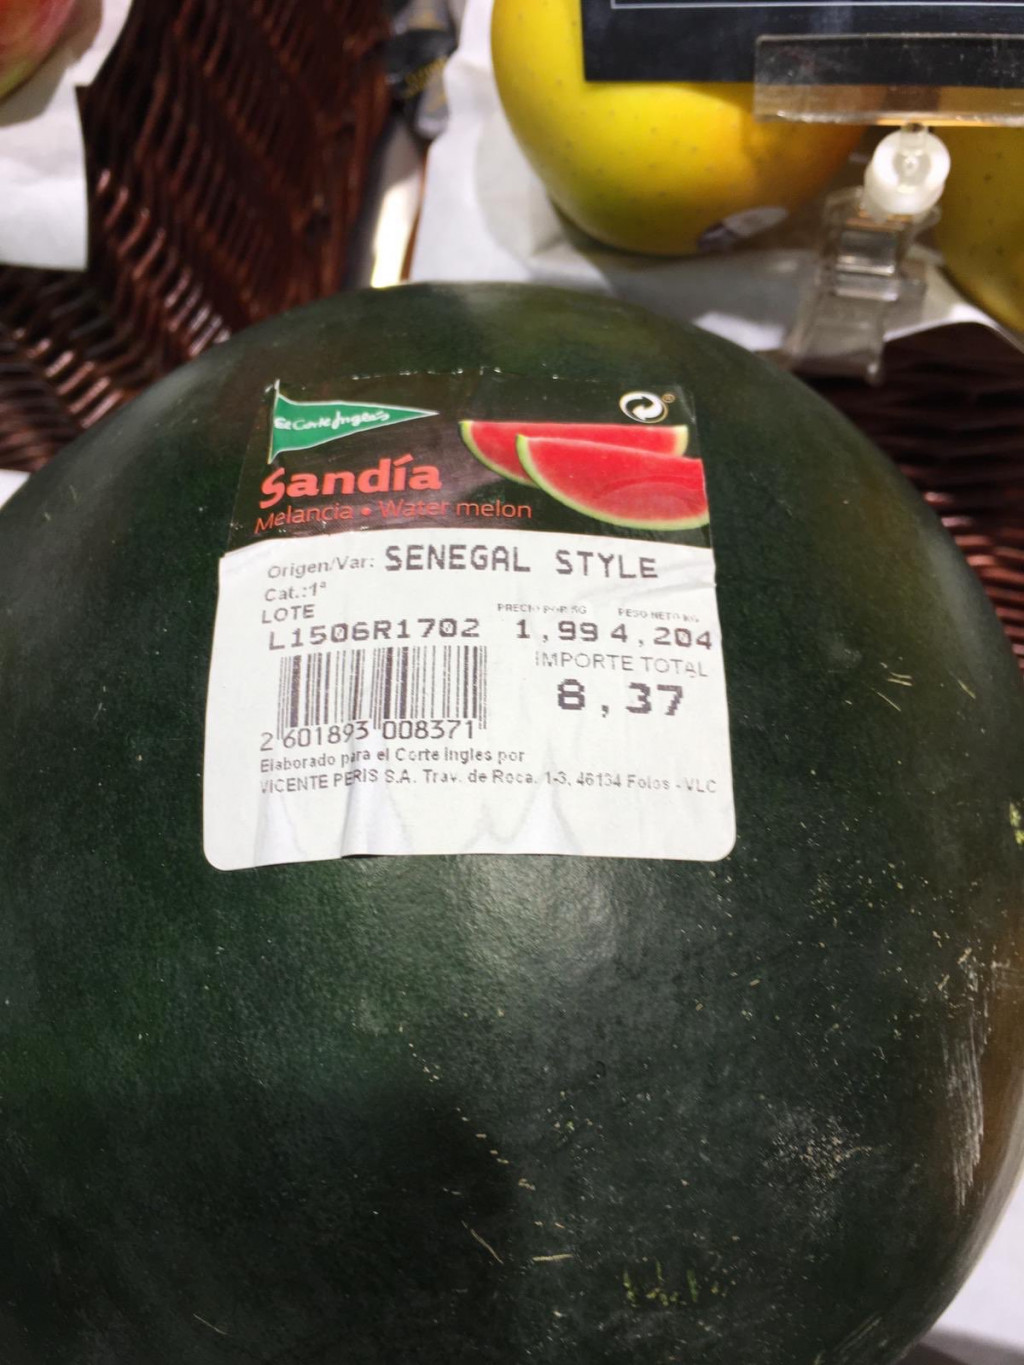 El Corte Inglés
Sandía
Melancia • Water melon
Origen/Var: SENEGAL STYLE
Cat.:1ª
LOTE
PRECIO POR KG PESO NETO KG
L1506R1702 1,99 4,204
IMPORTE TOTAL
8,37
2 601893 008371
Elaborado para el Corte Ingles por
VICENTE PERIS S.A. Trav. de Roca, 1-3, 46134 Foios - VLC